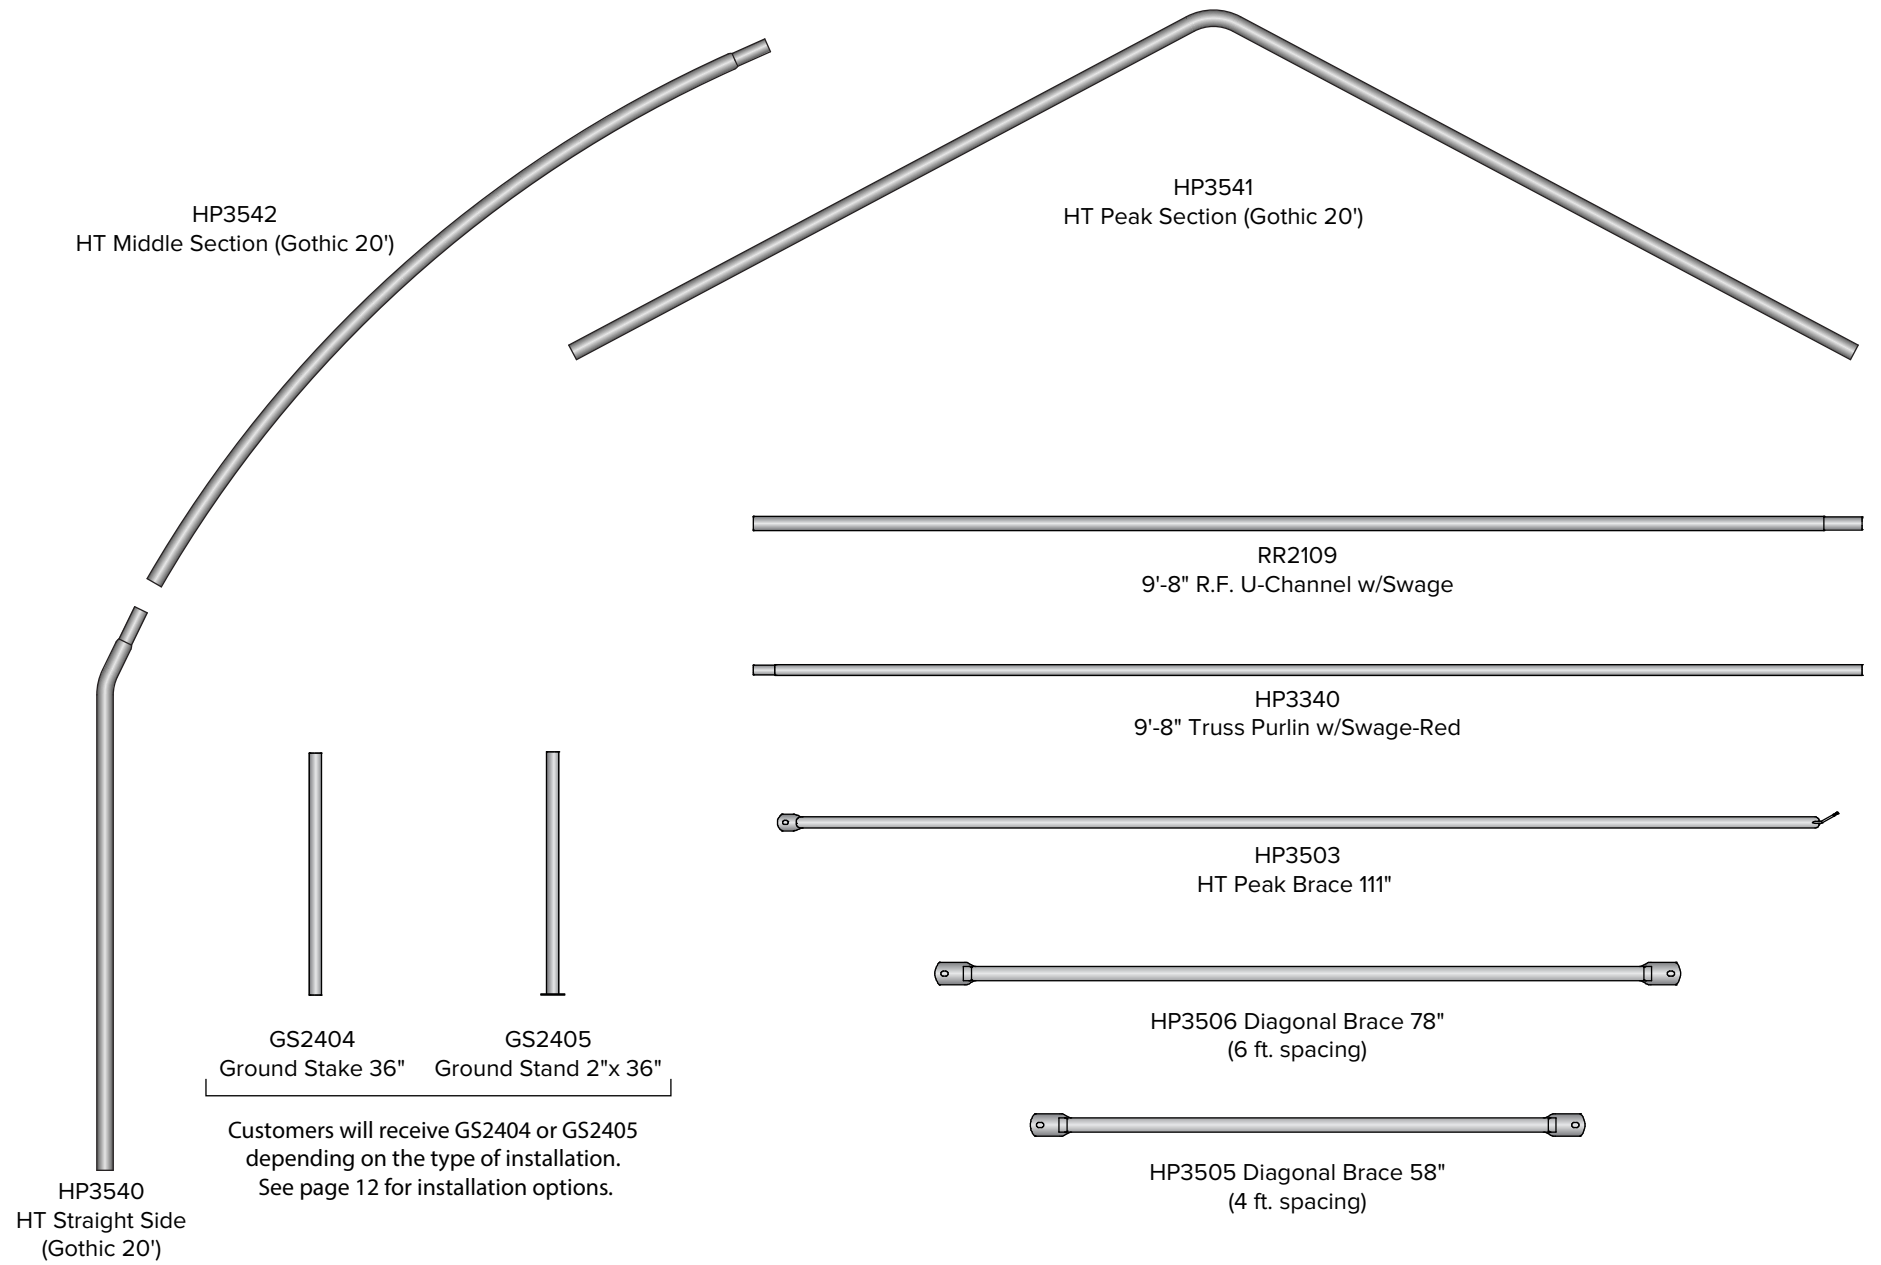 HP3542
HT Middle Section (Gothic 20')
HP3541
HT Peak Section (Gothic 20')
RR2109
9'-8" R.F. U-Channel w/Swage
HP3340
9'-8" Truss Purlin w/Swage-Red
HP3503
HT Peak Brace 111"
HP3506 Diagonal Brace 78"
(6 ft. spacing)
HP3505 Diagonal Brace 58"
(4 ft. spacing)
GS2404
Ground Stake 36"
GS2405
Ground Stand 2"x 36"
Customers will receive GS2404 or GS2405
depending on the type of installation.
See page 12 for installation options.
HP3540
HT Straight Side
(Gothic 20')